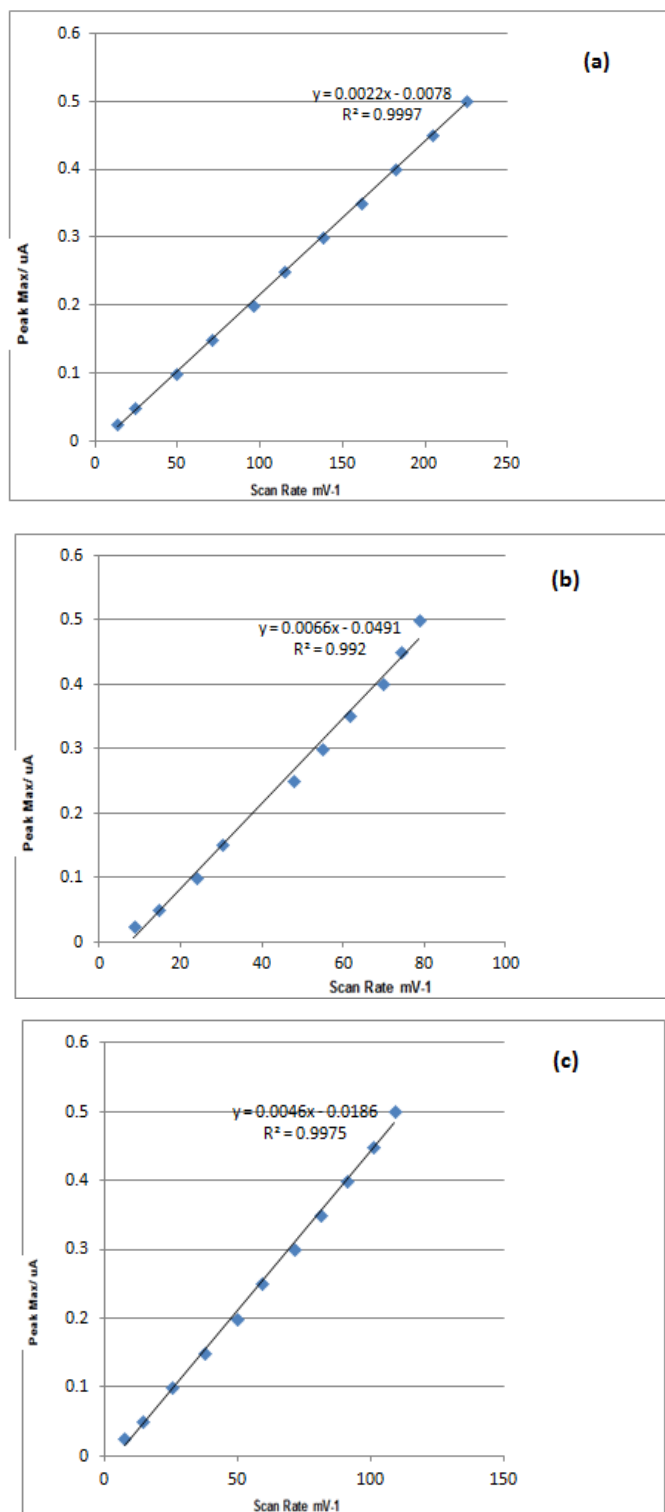 0.6
(a)
0.5
y = 0.0022x - 0.0078
R² = 0.9997
0.4
0.3
0.2
0.1
0
Peak Max/ uA
0 50 100 150 200 250
Scan Rate mV-1
0.6
(b)
0.5
y = 0.0066x - 0.0491
R² = 0.992
0.4
0.3
0.2
0.1
0
Peak Max/ uA
0 20 40 60 80 100
Scan Rate mV-1
0.6
(c)
0.5
y = 0.0046x - 0.0186
R² = 0.9975
0.4
0.3
0.2
0.1
0
Peak Max/ uA
0 50 100 150
Scan Rate mV-1